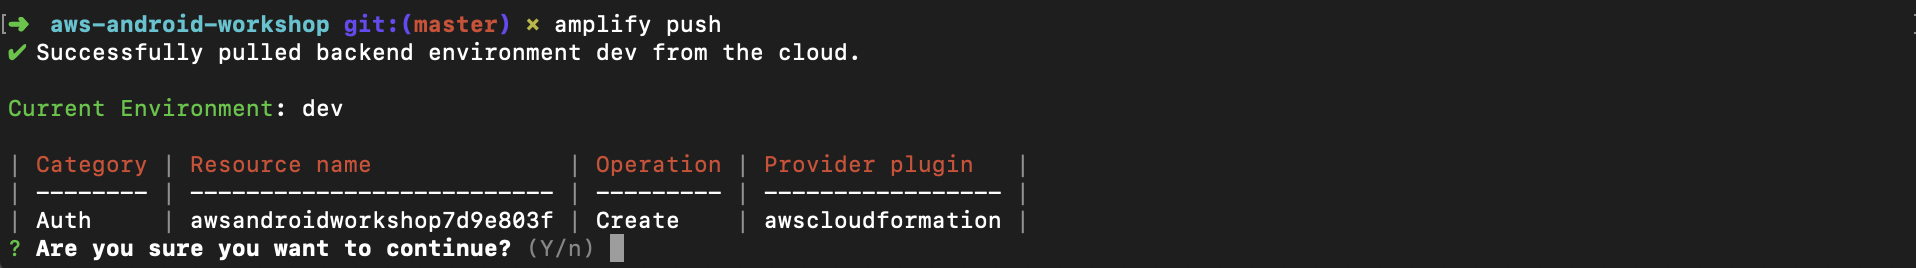 [➜ aws-android-workshop git:(master) ✗ amplify push
✔ Successfully pulled backend environment dev from the cloud.
Current Environment: dev
| Category | Resource name | Operation | Provider plugin |
| -------- | -------------------------- | --------- | ----------------- |
| Auth | awsandroidworkshop7d9e803f | Create | awscloudformation |
? Are you sure you want to continue? (Y/n)